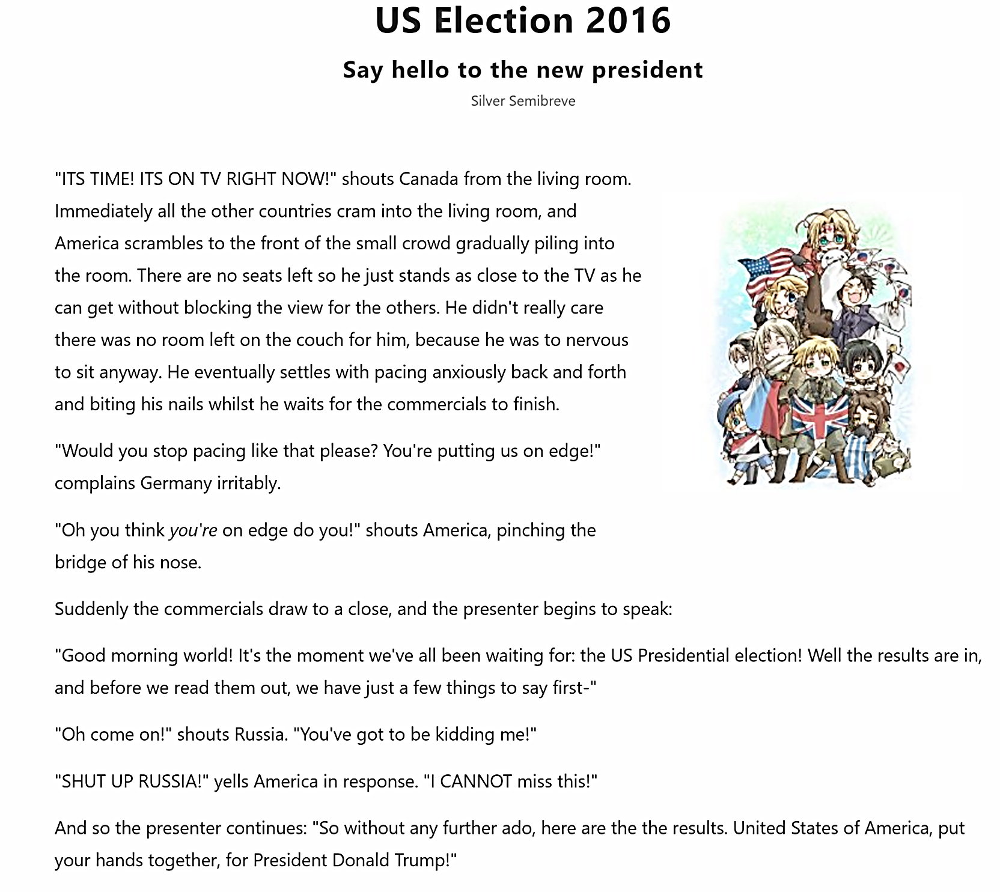 US Election 2016
Say hello to the new president
Silver Semibreve
"ITS TIME! ITS ON TV RIGHT NOW!" shouts Canada from the living room.
Immediately all the other countries cram into the living room, and
America scrambles to the front of the small crowd gradually piling into
the room. There are no seats left so he just stands as close to the TV as he
can get without blocking the view for the others. He didn't really care
there was no room left on the couch for him, because he was to nervous
to sit anyway. He eventually settles with pacing anxiously back and forth
and biting his nails whilst he waits for the commercials to finish.
"Would you stop pacing like that please? You're putting us on edge!"
complains Germany irritably.
"Oh you think you're on edge do you!" shouts America, pinching the
bridge of his nose.
Suddenly the commercials draw to a close, and the presenter begins to speak:
"Good morning world! It's the moment we've all been waiting for: the US Presidential election! Well the results are in,
and before we read them out, we have just a few things to say first-"
"Oh come on!" shouts Russia. "You've got to be kidding me!"
"SHUT UP RUSSIA!" yells America in response. "I CANNOT miss this!"
And so the presenter continues: "So without any further ado, here are the the results. United States of America, put
your hands together, for President Donald Trump!"